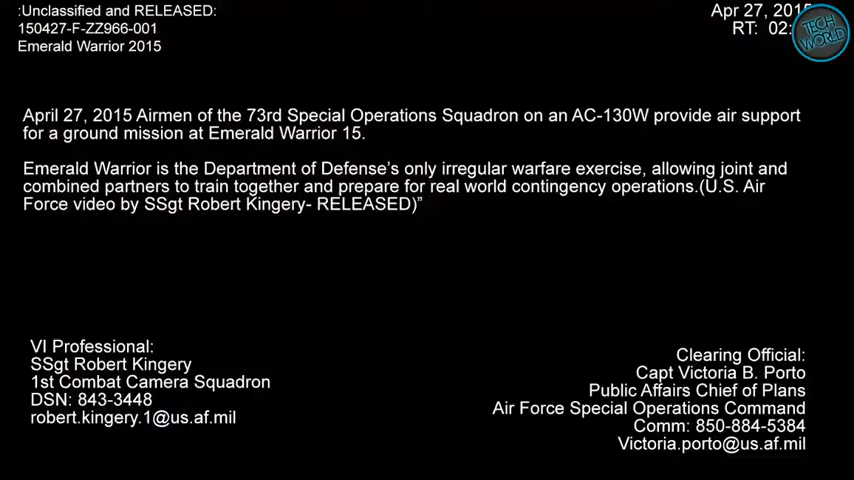 :Unclassified and RELEASED:
150427-F-ZZ966-001
Emerald Warrior 2015
Apr 27, 2015
RT: 02:
TECH
WORLD
April 27, 2015 Airmen of the 73rd Special Operations Squadron on an AC-130W provide air support
for a ground mission at Emerald Warrior 15.
Emerald Warrior is the Department of Defense's only irregular warfare exercise, allowing joint and
combined partners to train together and prepare for real world contingency operations.(U.S. Air
Force video by SSgt Robert Kingery- RELEASED)”
VI Professional:
SSgt Robert Kingery
1st Combat Camera Squadron
DSN: 843-3448
robert.kingery.1@us.af.mil
Clearing Official:
Capt Victoria B. Porto
Public Affairs Chief of Plans
Air Force Special Operations Command
Comm: 850-884-5384
Victoria.porto@us.af.mil